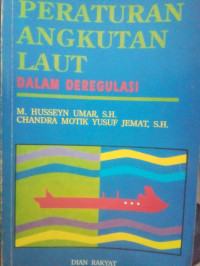 PERATURAN
ANGKUTAN
LAUT
DALAM DEREGULASI
M. HUSSEYN UMAR, S.H.
CHANDRA MOTIK YUSUF JEMAT, S.H.
DIAN RAKYAT